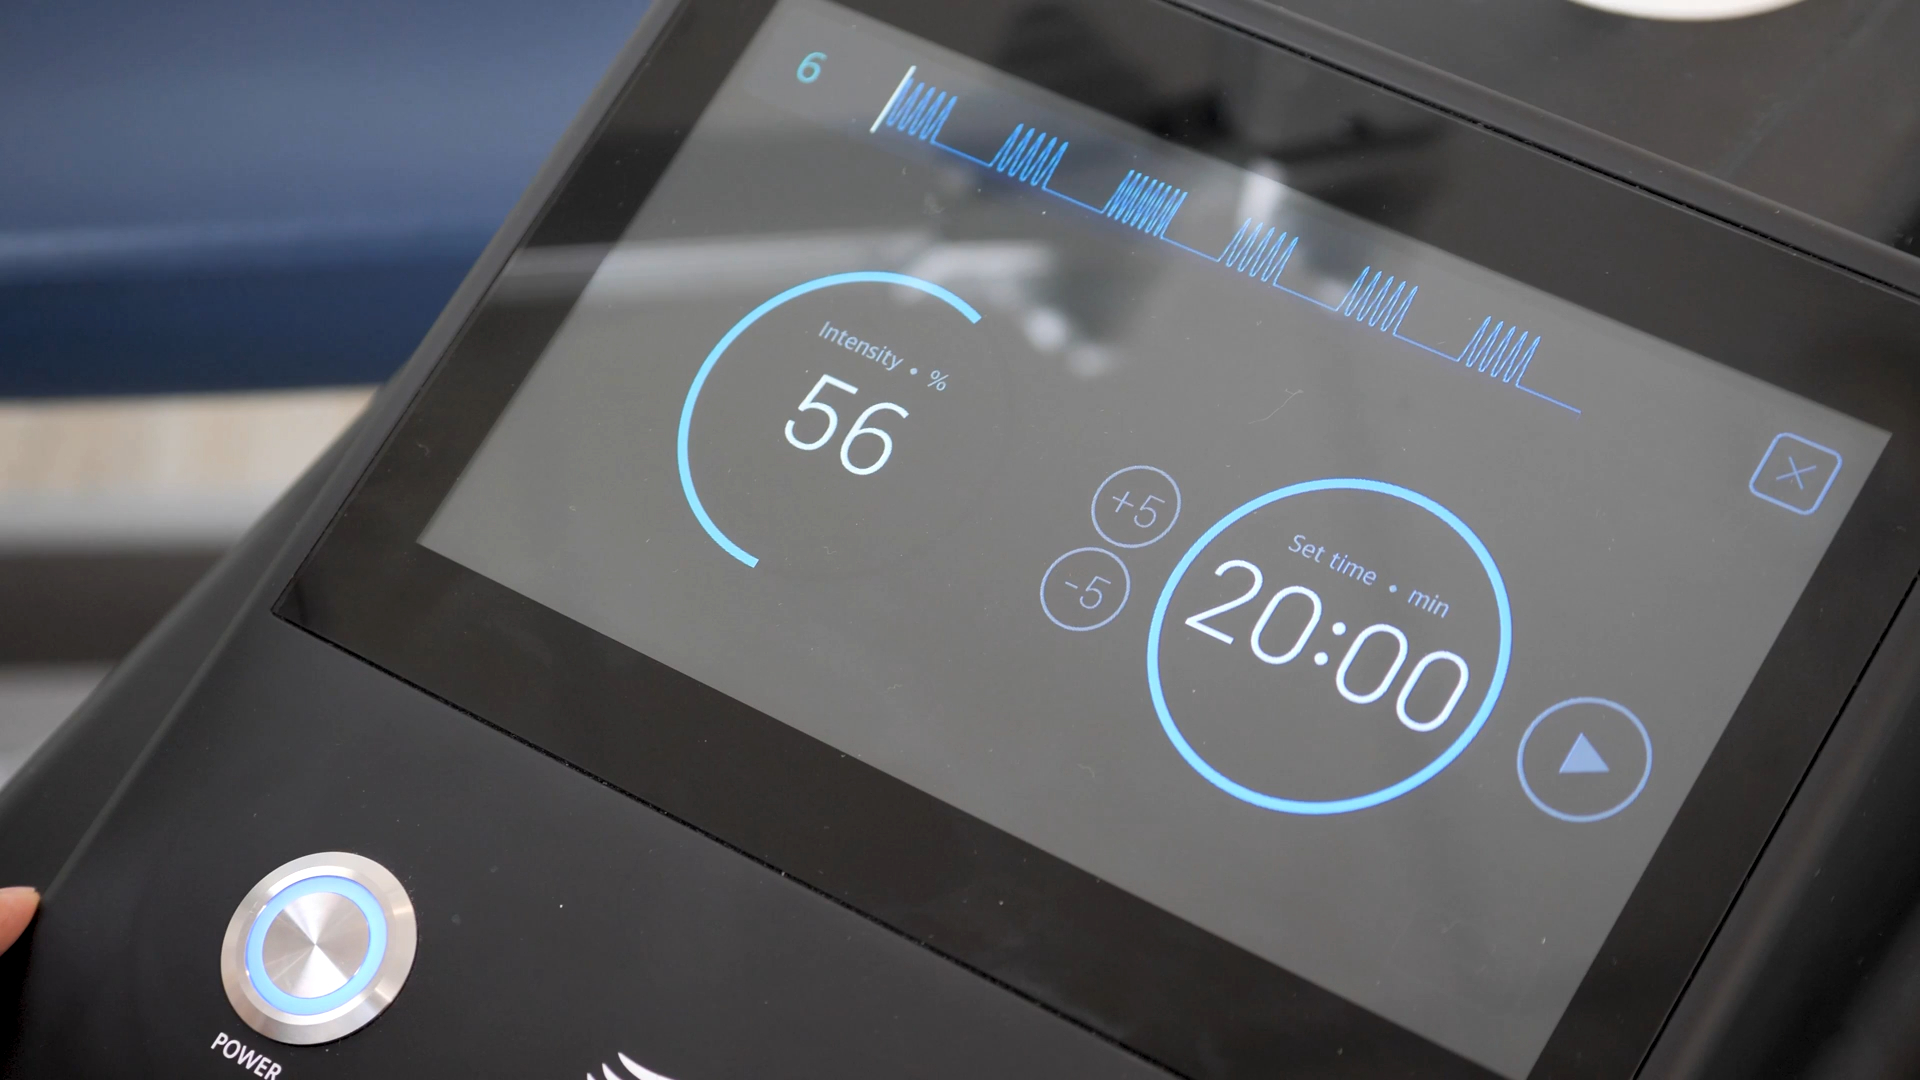 6
Intensity • %
56
+5
-5
Set time • min
20:00
POWER